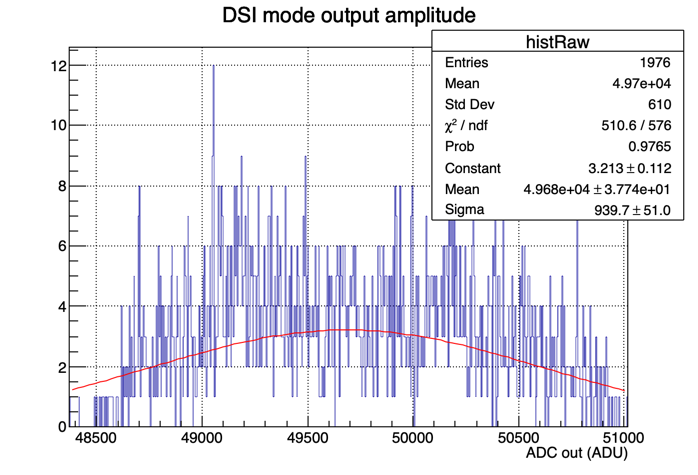 DSI mode output amplitude
histRaw
Entries 1976
Mean 4.97e+04
Std Dev 610
χ² / ndf 510.6 / 576
Prob 0.9765
Constant 3.213 ± 0.112
Mean 4.968e+04 ± 3.774e+01
Sigma 939.7 ± 51.0
12
10
8
6
4
2
0
48500 49000 49500 50000 50500 51000
ADC out (ADU)